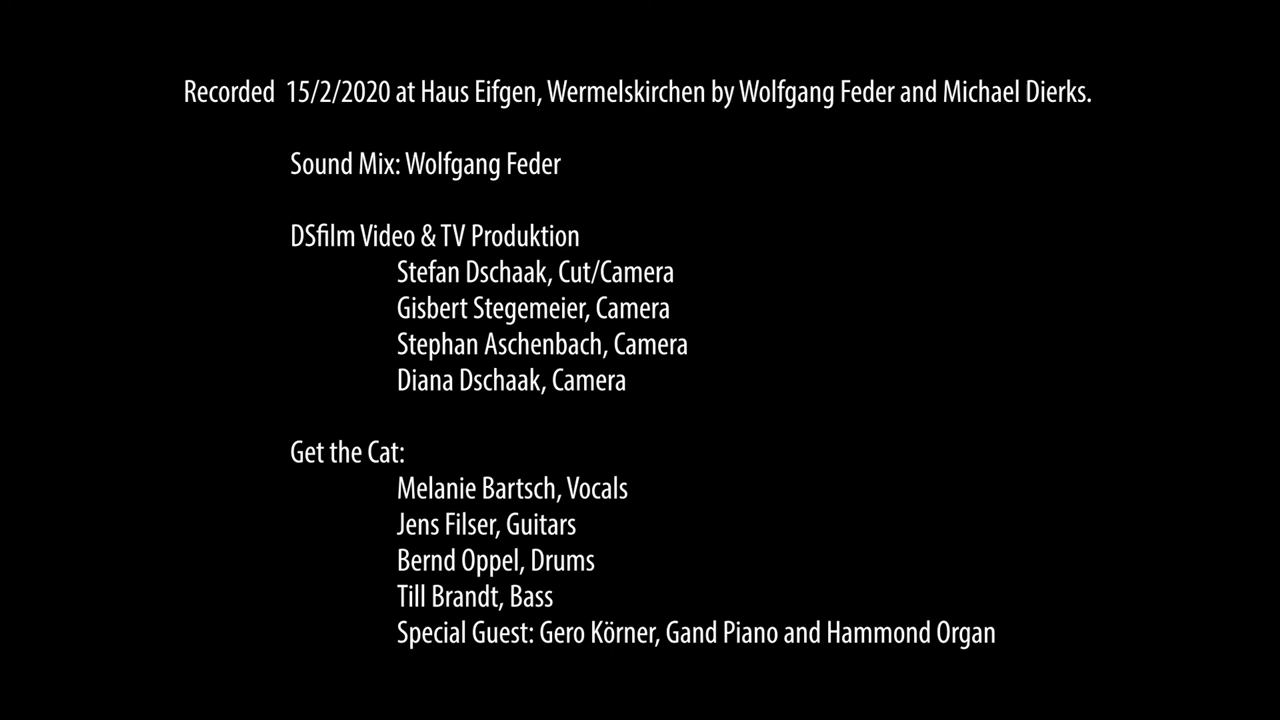 Recorded  15/2/2020 at Haus Eifgen, Wermelskirchen by Wolfgang Feder and Michael Dierks.
Sound Mix: Wolfgang Feder
DSfilm Video & TV Produktion
Stefan Dschaak, Cut/Camera
Gisbert Stegemeier, Camera
Stephan Aschenbach, Camera
Diana Dschaak, Camera
Get the Cat:
Melanie Bartsch, Vocals
Jens Filser, Guitars
Bernd Oppel, Drums
Till Brandt, Bass
Special Guest: Gero Körner, Gand Piano and Hammond Organ